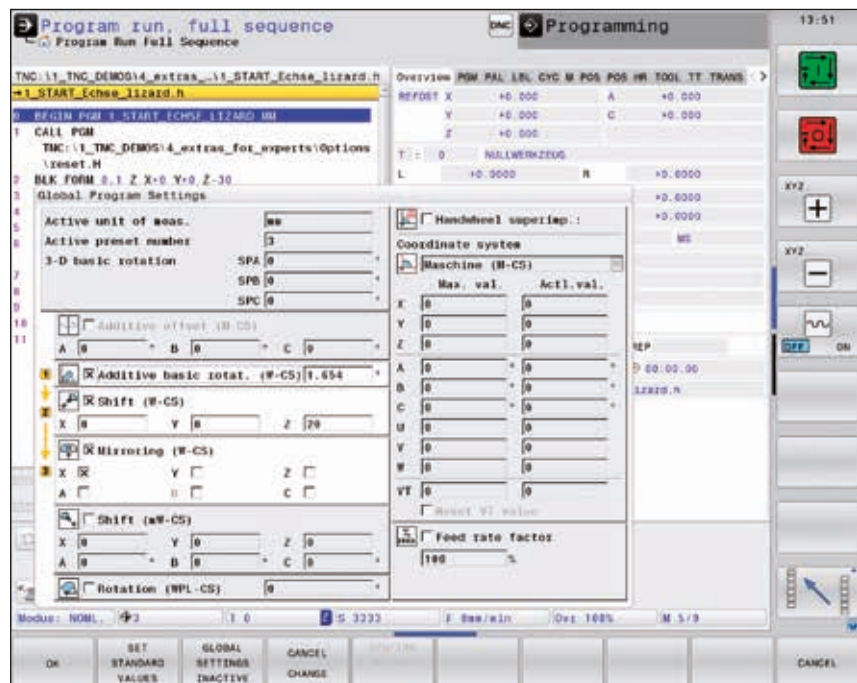 Program run, full sequence
Program Run Full Sequence
DNC
Programming
13:51
TNC:\1_TNC_DEMOS\4_extras_..\1_START_Echse_lizard.h
→1_START_Echse_lizard.h
0 BEGIN PGM 1_START_ECHSE_LIZARD MM
1 CALL PGM
TNC:\1_TNC_DEMOS\4_extras_for_experts\Options
\reset.H
2 BLK FORM 0.1 Z X+0 Y+0 Z-30
3
4
5
6
7
8
9
10
11
Overview PGM PAL LBL CYC M POS POS HR TOOL TT TRANS
REFDST X +0.000 A +0.000
Y +0.000 C +0.000
Z +0.000
T : 0 NULLWERKZEUG
L +0.0000 R +0.0000
+0.0000
+0.0000
MS
REP
00:00:00
lizard.h
Global Program Settings
Active unit of meas. mm
Active preset number 3
3-D basic rotation SPA 0 °
SPB 0 °
SPC 0 °
Additive offset (M-CS)
A 0 ° B 0 ° C 0 °
1 Additive basic rotat. (W-CS) 1.654 °
2 Shift (W-CS)
X 0 Y 0 Z 20
3 Mirroring (W-CS)
X Y Z
A B C
Shift (mW-CS)
X 0 Y 0 Z 0
A 0 ° B 0 ° C 0 °
Rotation (WPL-CS) 0 °
Handwheel superimp.:
Coordinate system
Maschine (M-CS)
Max. val. Actl.val.
X 0 0
Y 0 0
Z 0 0
A 0 ° 0 °
B 0 ° 0 °
C 0 ° 0 °
U 0 0
V 0 0
W 0 0
VT 0 0
Reset VT value
Feed rate factor
100 %
XYZ
+
XYZ
−
OFF ON
Modus: NOML. 3 T 0 Z S 3333 F 0mm/min Ovr 100% M 5/9
OK
SET STANDARD VALUES
GLOBAL SETTINGS INACTIVE
CANCEL CHANGE
CANCEL